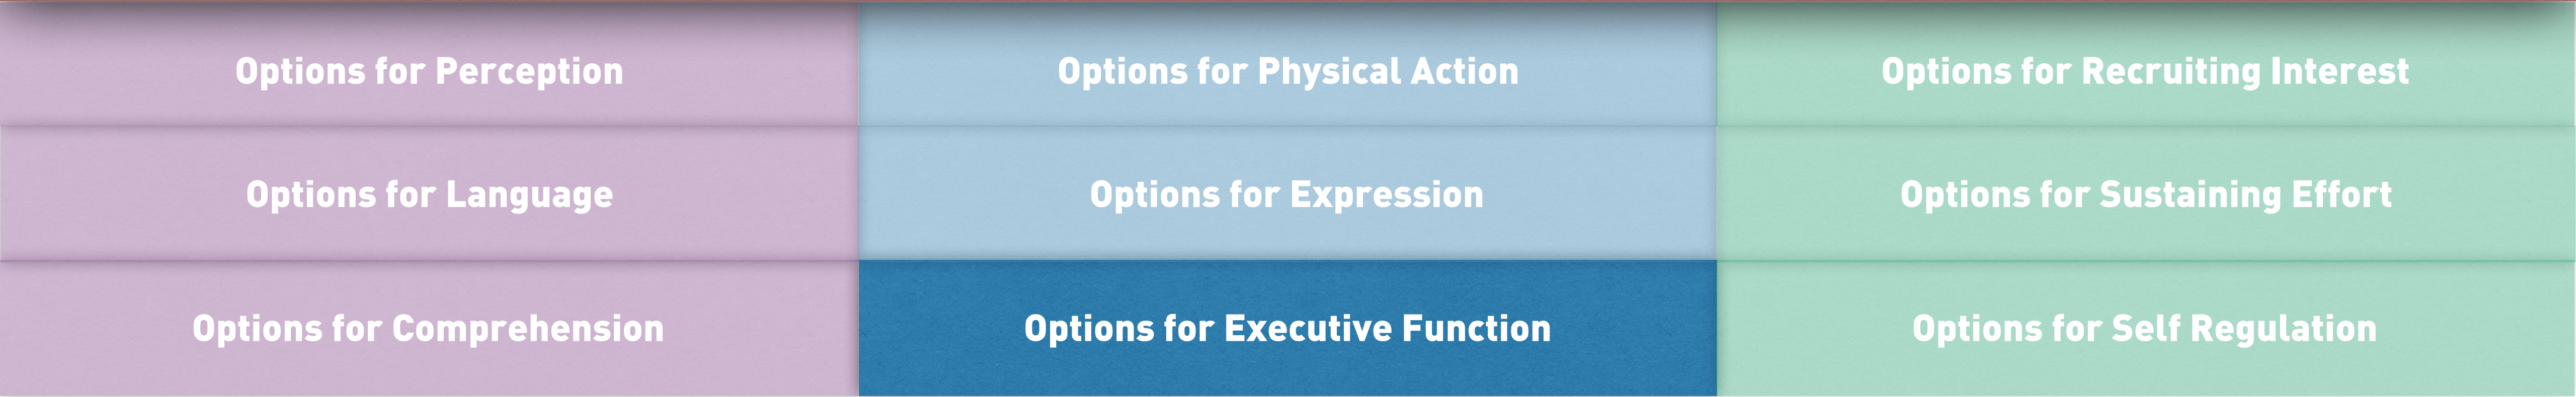 Options for Perception
Options for Physical Action
Options for Recruiting Interest
Options for Language
Options for Expression
Options for Sustaining Effort
Options for Comprehension
Options for Executive Function
Options for Self Regulation